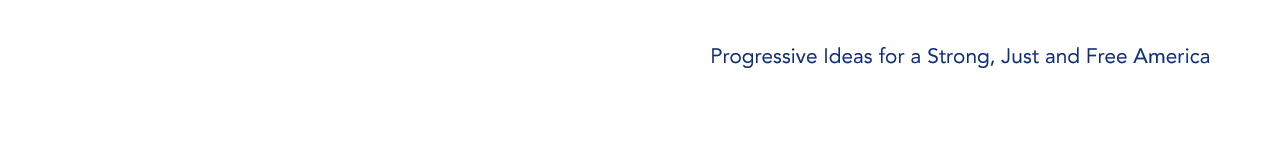 Progressive Ideas for a Strong, Just and Free America